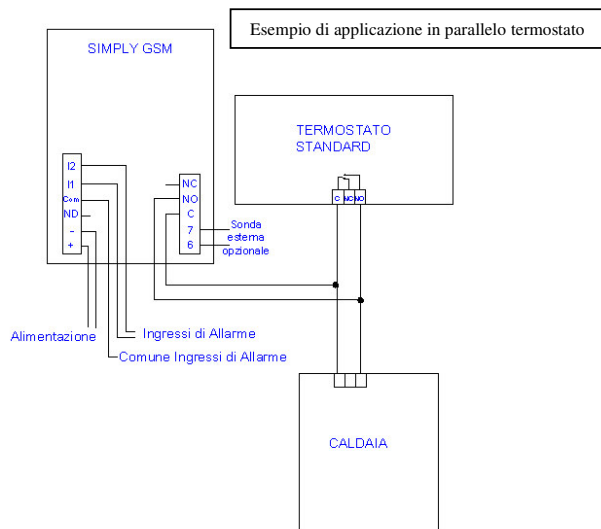 Esempio di applicazione in parallelo termostato
SIMPLY GSM
TERMOSTATO
STANDARD
I2
I1
Com
ND
-
+
NC
NO
C
7
6
C
NC
NO
Sonda
esterna
opzionale
Alimentazione
Ingressi di Allarme
Comune Ingressi di Allarme
CALDAIA